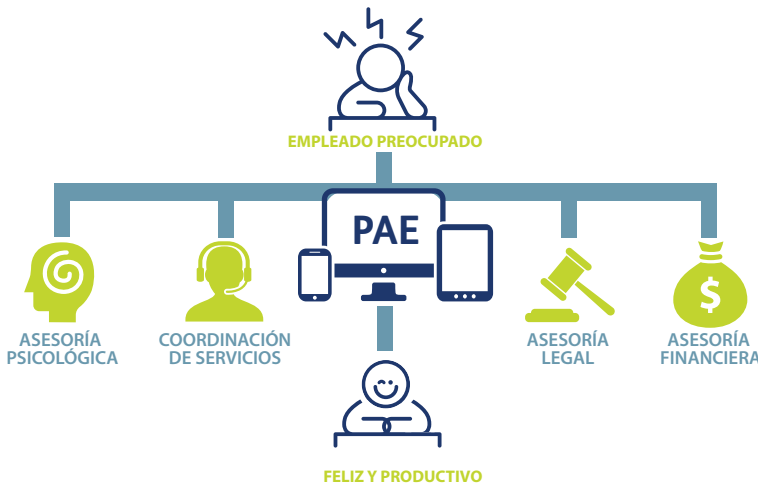 EMPLEADO PREOCUPADO
PAE
ASESORÍA
PSICOLÓGICA
COORDINACIÓN
DE SERVICIOS
ASESORÍA
LEGAL
$
ASESORÍA
FINANCIERA
FELIZ Y PRODUCTIVO